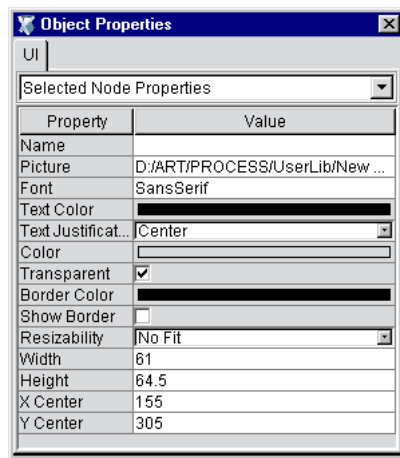 Object Properties
UI
Selected Node Properties
Property Value
Name
Picture D:/ART/PROCESS/UserLib/New ...
Font SansSerif
Text Color
Text Justificat... Center
Color
Transparent
Border Color
Show Border
Resizability No Fit
Width 61
Height 64.5
X Center 155
Y Center 305